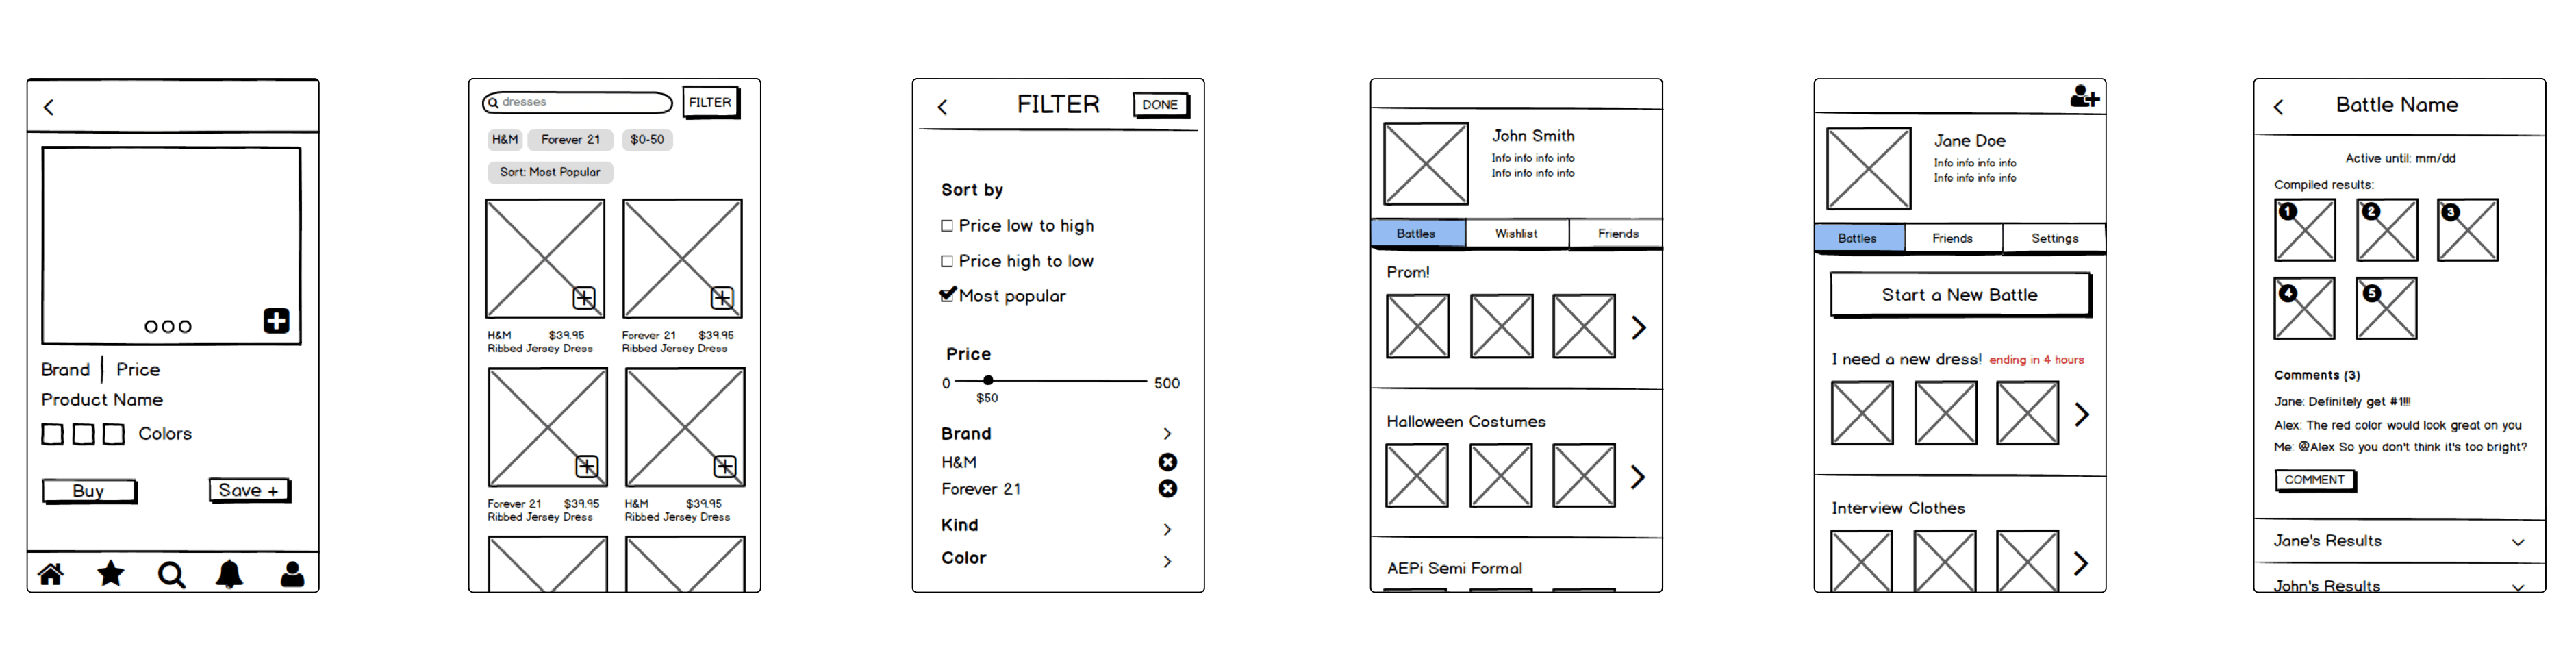 Brand | Price
Product Name
Colors
Buy Save +
dresses FILTER
H&M Forever 21 $0-50
Sort: Most Popular
H&M $39.95 Forever 21 $39.95
Ribbed Jersey Dress Ribbed Jersey Dress
Forever 21 $39.95 H&M $39.95
Ribbed Jersey Dress Ribbed Jersey Dress
FILTER DONE
Sort by
Price low to high
Price high to low
Most popular
Price
0 500
$50
Brand
H&M
Forever 21
Kind
Color
John Smith
Info info info info
Info info info info
Battles Wishlist Friends
Prom!
Halloween Costumes
AEPi Semi Formal
Jane Doe
Info info info info
Info info info info
Battles Friends Settings
Start a New Battle
I need a new dress! ending in 4 hours
Interview Clothes
Battle Name
Active until: mm/dd
Compiled results:
1 2 3
4 5
Comments (3)
Jane: Definitely get #1!!!
Alex: The red color would look great on you
Me: @Alex So you don't think it's too bright?
COMMENT
Jane's Results
John's Results